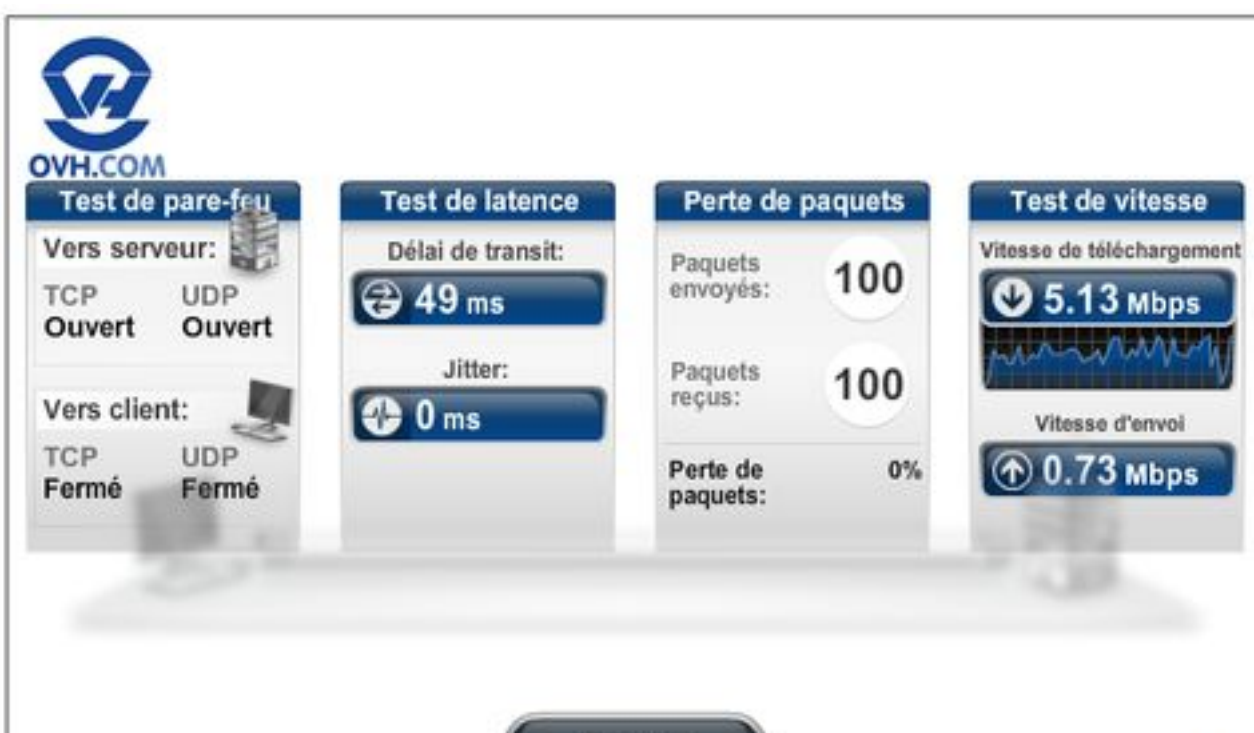 OVH.COM
Test de pare-feu
Vers serveur:
TCP UDP
Ouvert Ouvert
Vers client:
TCP UDP
Fermé Fermé
Test de latence
Délai de transit:
49 ms
Jitter:
0 ms
Perte de paquets
Paquets
envoyés:
100
Paquets
reçus:
100
Perte de
paquets:
0%
Test de vitesse
Vitesse de téléchargement
5.13 Mbps
Vitesse d'envoi
0.73 Mbps